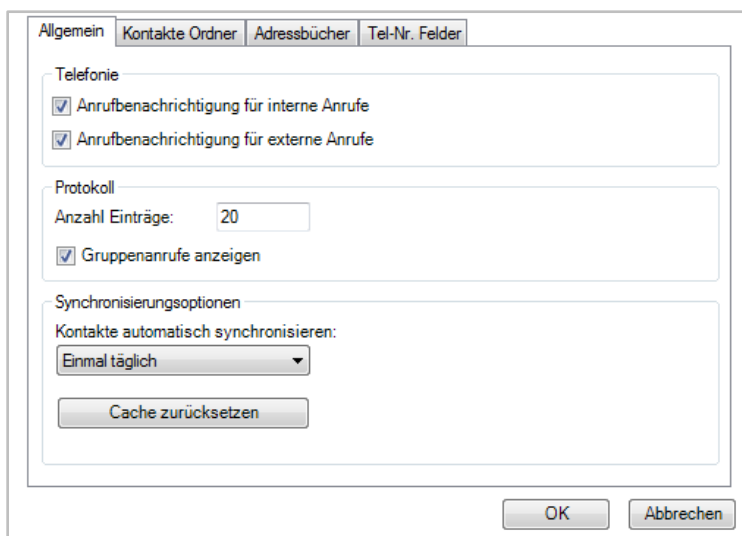 Allgemein Kontakte Ordner Adressbücher Tel-Nr. Felder
Telefonie
Anrufbenachrichtigung für interne Anrufe
Anrufbenachrichtigung für externe Anrufe
Protokoll
Anzahl Einträge: 20
Gruppenanrufe anzeigen
Synchronisierungsoptionen
Kontakte automatisch synchronisieren:
Einmal täglich
Cache zurücksetzen
OK Abbrechen